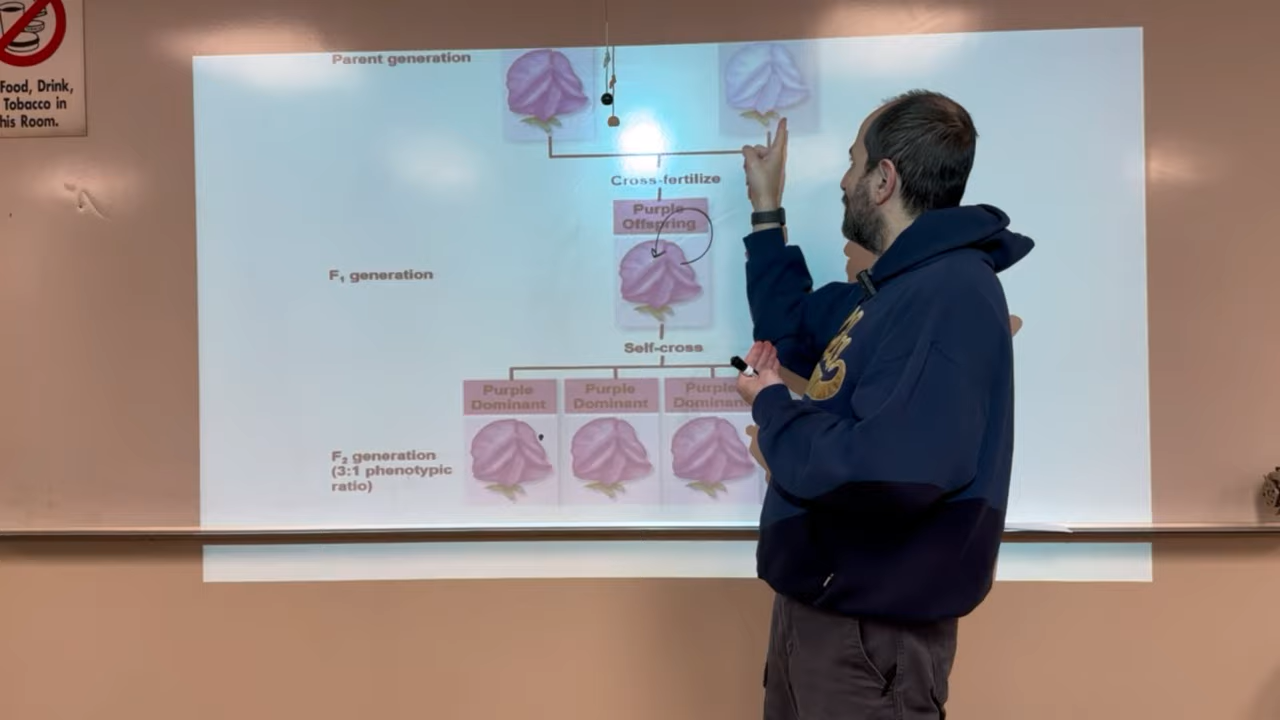 Food, Drink,
Tobacco in
his Room.
Parent generation
Cross-fertilize
Purple
Offspring
F₁ generation
Self-cross
Purple
Dominant
Purple
Dominant
Purple
Dominan
F₂ generation
(3:1 phenotypic
ratio)